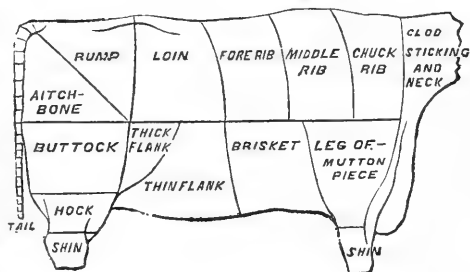 RUMP
LOIN
FORE RIB
MIDDLE
RIB
CHUCK
RIB
CLOD
STICKING
AND
NECK
AITCH-
BONE
BUTTOCK
THICK
FLANK
BRISKET
LEG OF-
MUTTON
PIECE
THIN FLANK
HOCK
TAIL
SHIN
SHIN